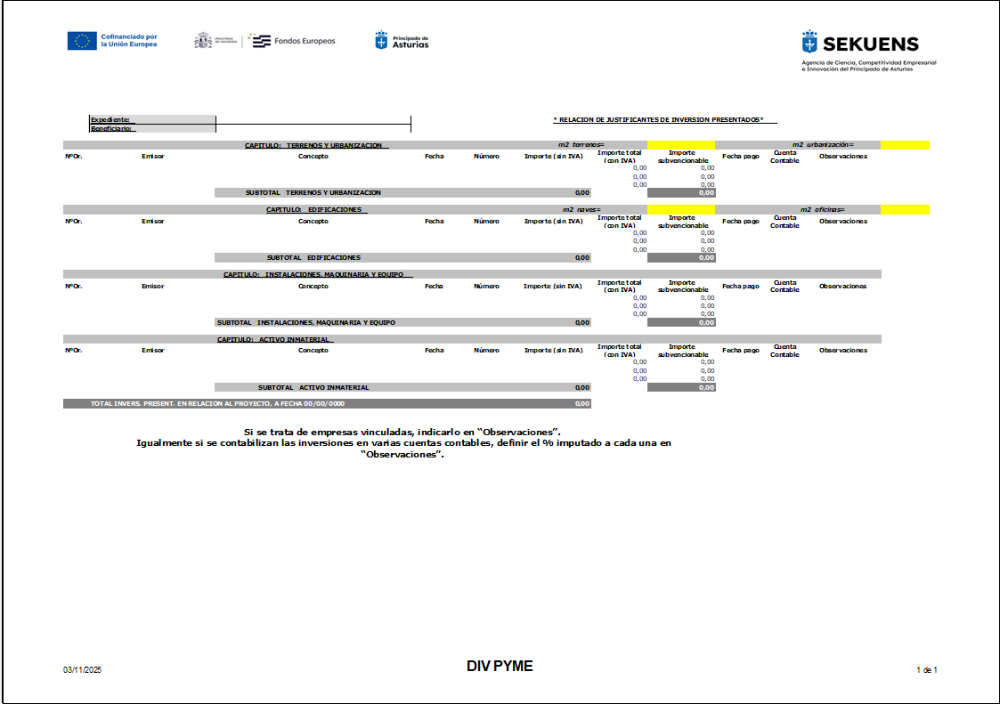 Cofinanciado por
la Unión Europea
MINISTERIO
DE HACIENDA
Fondos Europeos
Principado de
Asturias
SEKUENS
Agencia de Ciencia, Competitividad Empresarial
e Innovación del Principado de Asturias
Expediente:
* RELACION DE JUSTIFICANTES DE INVERSION PRESENTADOS*
Beneficiario:
CAPITULO: TERRENOS Y URBANIZACION m2 terrenos= m2 urbanización=
NºOr. Emisor Concepto Fecha Número Importe (sin IVA) Importe total (con IVA) Importe subvencionable Fecha pago Cuenta Contable Observaciones
0,00 0,00
0,00 0,00
0,00 0,00
SUBTOTAL TERRENOS Y URBANIZACION 0,00 0,00
CAPITULO: EDIFICACIONES m2 naves= m2 oficinas=
NºOr. Emisor Concepto Fecha Número Importe (sin IVA) Importe total (con IVA) Importe subvencionable Fecha pago Cuenta Contable Observaciones
0,00 0,00
0,00 0,00
0,00 0,00
SUBTOTAL EDIFICACIONES 0,00 0,00
CAPITULO: INSTALACIONES, MAQUINARIA Y EQUIPO
NºOr. Emisor Concepto Fecha Número Importe (sin IVA) Importe total (con IVA) Importe subvencionable Fecha pago Cuenta Contable Observaciones
0,00 0,00
0,00 0,00
0,00 0,00
SUBTOTAL INSTALACIONES, MAQUINARIA Y EQUIPO 0,00 0,00
CAPITULO: ACTIVO INMATERIAL
NºOr. Emisor Concepto Fecha Número Importe (sin IVA) Importe total (con IVA) Importe subvencionable Fecha pago Cuenta Contable Observaciones
0,00 0,00
0,00 0,00
0,00 0,00
SUBTOTAL ACTIVO INMATERIAL 0,00 0,00
TOTAL INVERS. PRESENT. EN RELACION AL PROYECTO, A FECHA 00/00/0000 0,00
Si se trata de empresas vinculadas, indicarlo en “Observaciones”.
Igualmente si se contabilizan las inversiones en varias cuentas contables, definir el % imputado a cada una en
“Observaciones”.
03/11/2025 DIV PYME 1 de 1